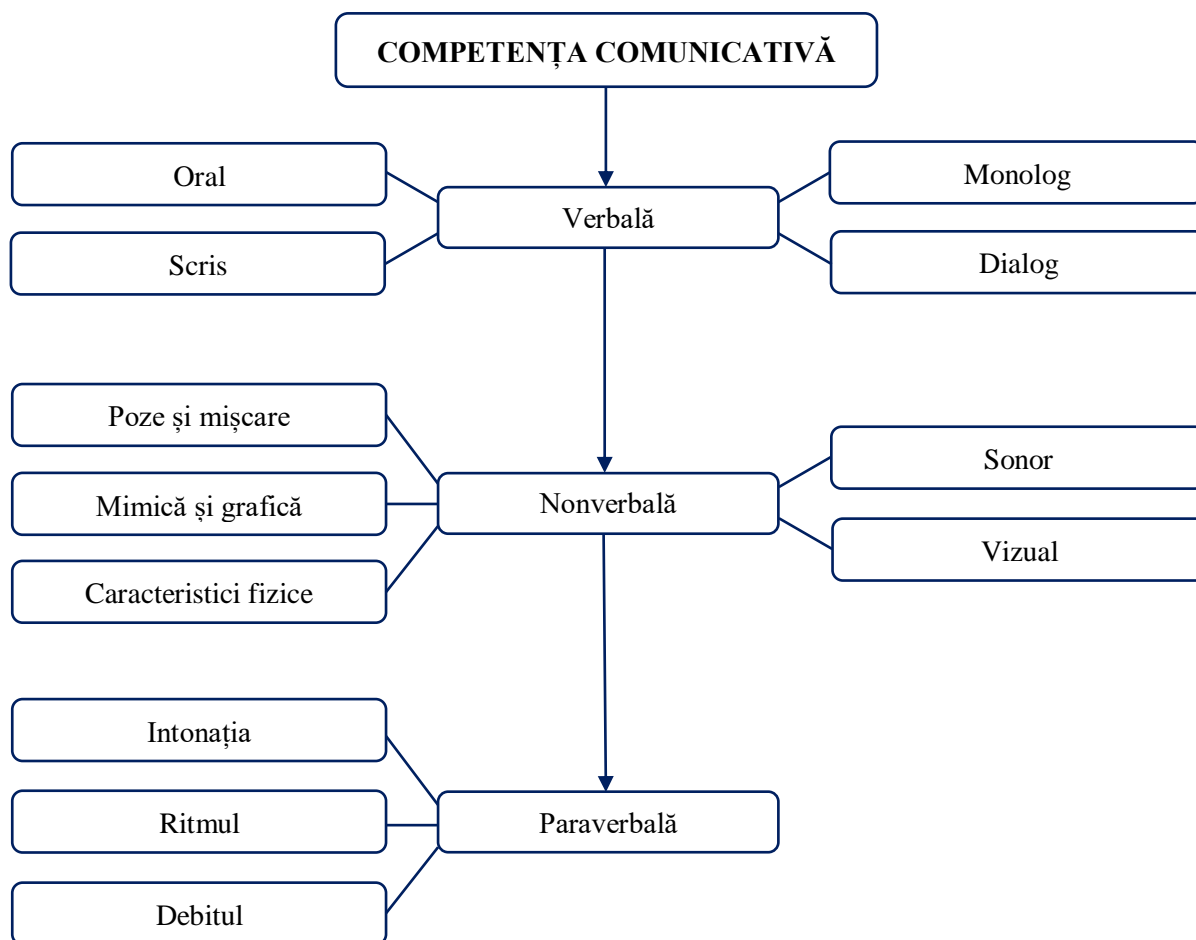 COMPETENȚA COMUNICATIVĂ
Oral
Monolog
Verbală
Scris
Dialog
Poze și mișcare
Sonor
Mimică și grafică
Nonverbală
Vizual
Caracteristici fizice
Intonația
Ritmul
Paraverbală
Debitul